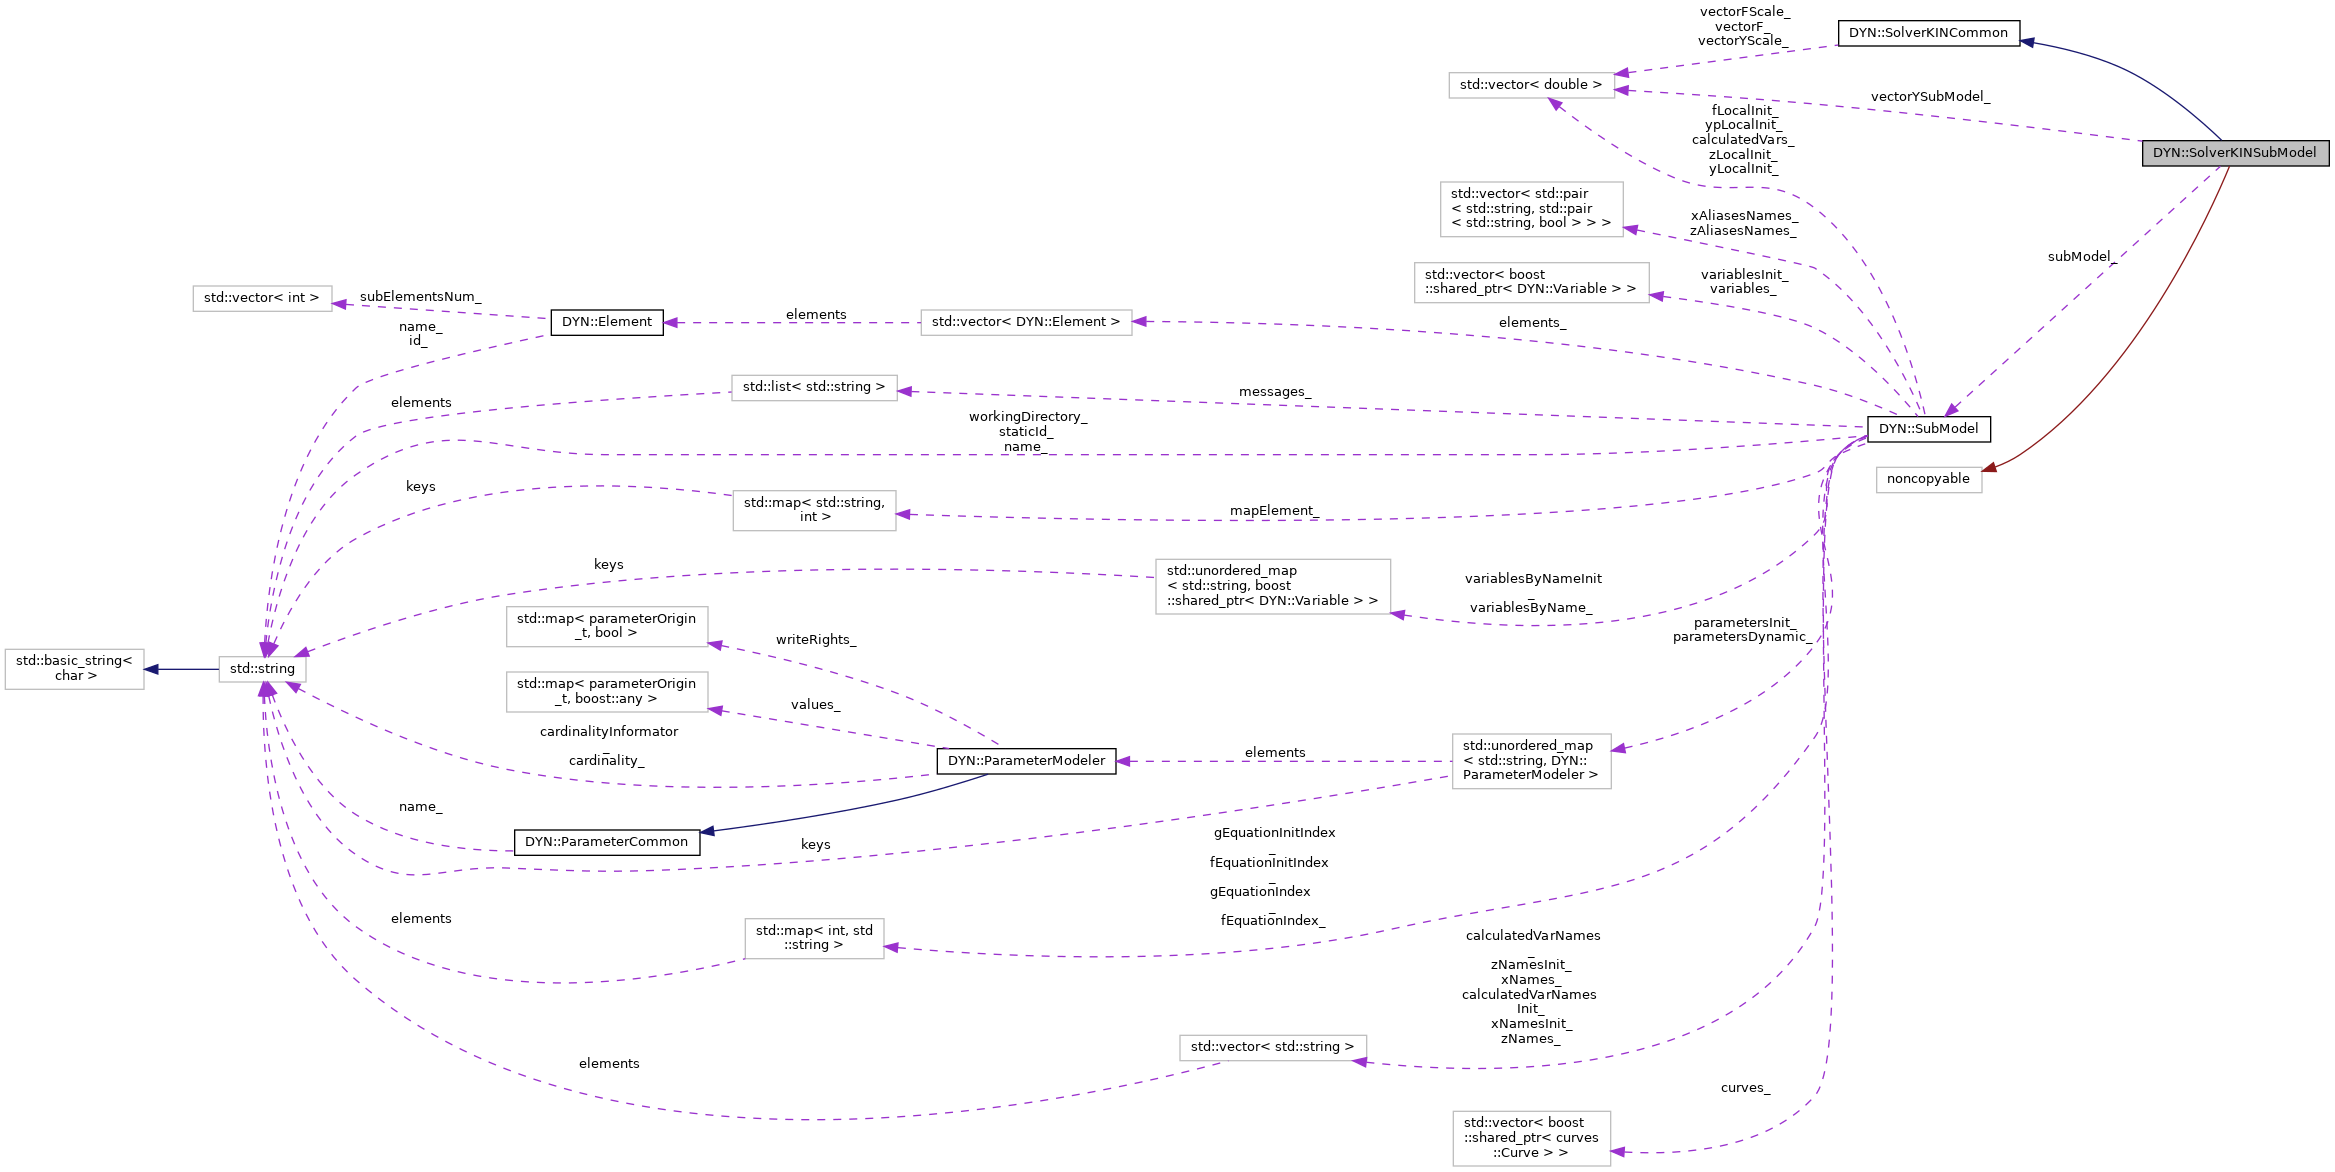 vectorFScale_
vectorF_
vectorYScale_
DYN::SolverKINCommon
std::vector< double >
vectorYSubModel_
fLocalInit_
ypLocalInit_
calculatedVars_
zLocalInit_
yLocalInit_
DYN::SolverKINSubModel
std::vector< std::pair
< std::string, std::pair
< std::string, bool > > >
xAliasesNames_
zAliasesNames_
subModel_
std::vector< boost
::shared_ptr< DYN::Variable > >
variablesInit_
variables_
std::vector< int >
subElementsNum_
name_
id_
DYN::Element
elements
std::vector< DYN::Element >
elements_
std::list< std::string >
elements
messages_
workingDirectory_
staticId_
name_
DYN::SubModel
noncopyable
keys
std::map< std::string,
int >
mapElement_
keys
std::unordered_map
< std::string, boost
::shared_ptr< DYN::Variable > >
variablesByNameInit
_
variablesByName_
std::map< parameterOrigin
_t, bool >
writeRights_
parametersInit_
parametersDynamic_
std::basic_string<
char >
std::string
std::map< parameterOrigin
_t, boost::any >
values_
cardinalityInformator
_
cardinality_
DYN::ParameterModeler
elements
std::unordered_map
< std::string, DYN::
ParameterModeler >
name_
DYN::ParameterCommon
keys
gEquationInitIndex
_
fEquationInitIndex
_
gEquationIndex
_
fEquationIndex_
elements
std::map< int, std
::string >
calculatedVarNames
_
zNamesInit_
xNames_
calculatedVarNames
Init_
xNamesInit_
zNames_
elements
std::vector< std::string >
curves_
std::vector< boost
::shared_ptr< curves
::Curve > >